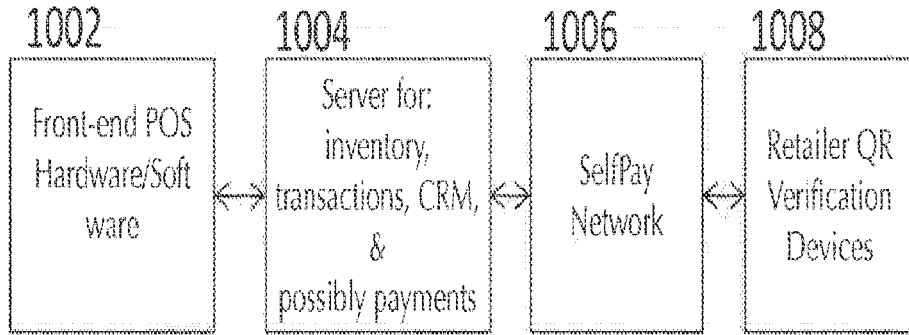 1002
1004
1006
1008
Front-end POS
Hardware/Soft
ware
Server for:
inventory,
transactions, CRM,
&
possibly payments
SelfPay
Network
Retailer QR
Verification
Devices